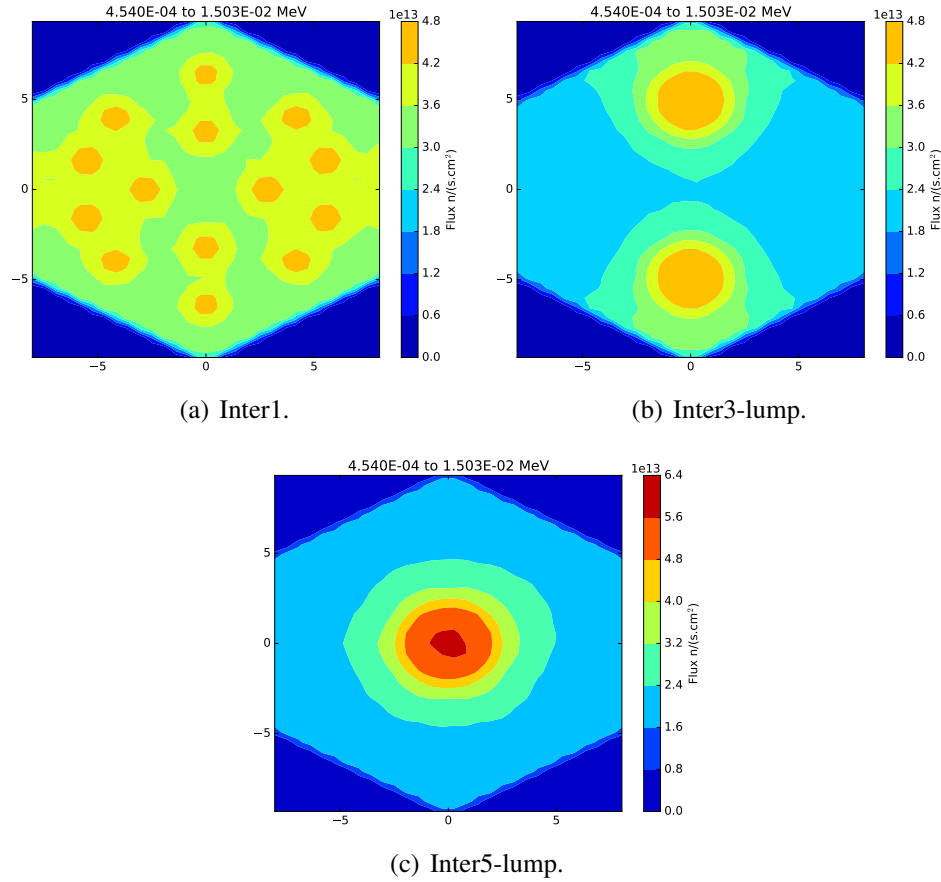 4.540E-04 to 1.503E-02 MeV
1e13
4.8
4.2
3.6
3.0
2.4
1.8
1.2
0.6
0.0
Flux n/(s.cm²)
5
0
−5
−5 0 5
(a) Inter1.
4.540E-04 to 1.503E-02 MeV
1e13
4.8
4.2
3.6
3.0
2.4
1.8
1.2
0.6
0.0
Flux n/(s.cm²)
5
0
−5
−5 0 5
(b) Inter3-lump.
4.540E-04 to 1.503E-02 MeV
1e13
6.4
5.6
4.8
4.0
3.2
2.4
1.6
0.8
0.0
Flux n/(s.cm²)
5
0
−5
−5 0 5
(c) Inter5-lump.